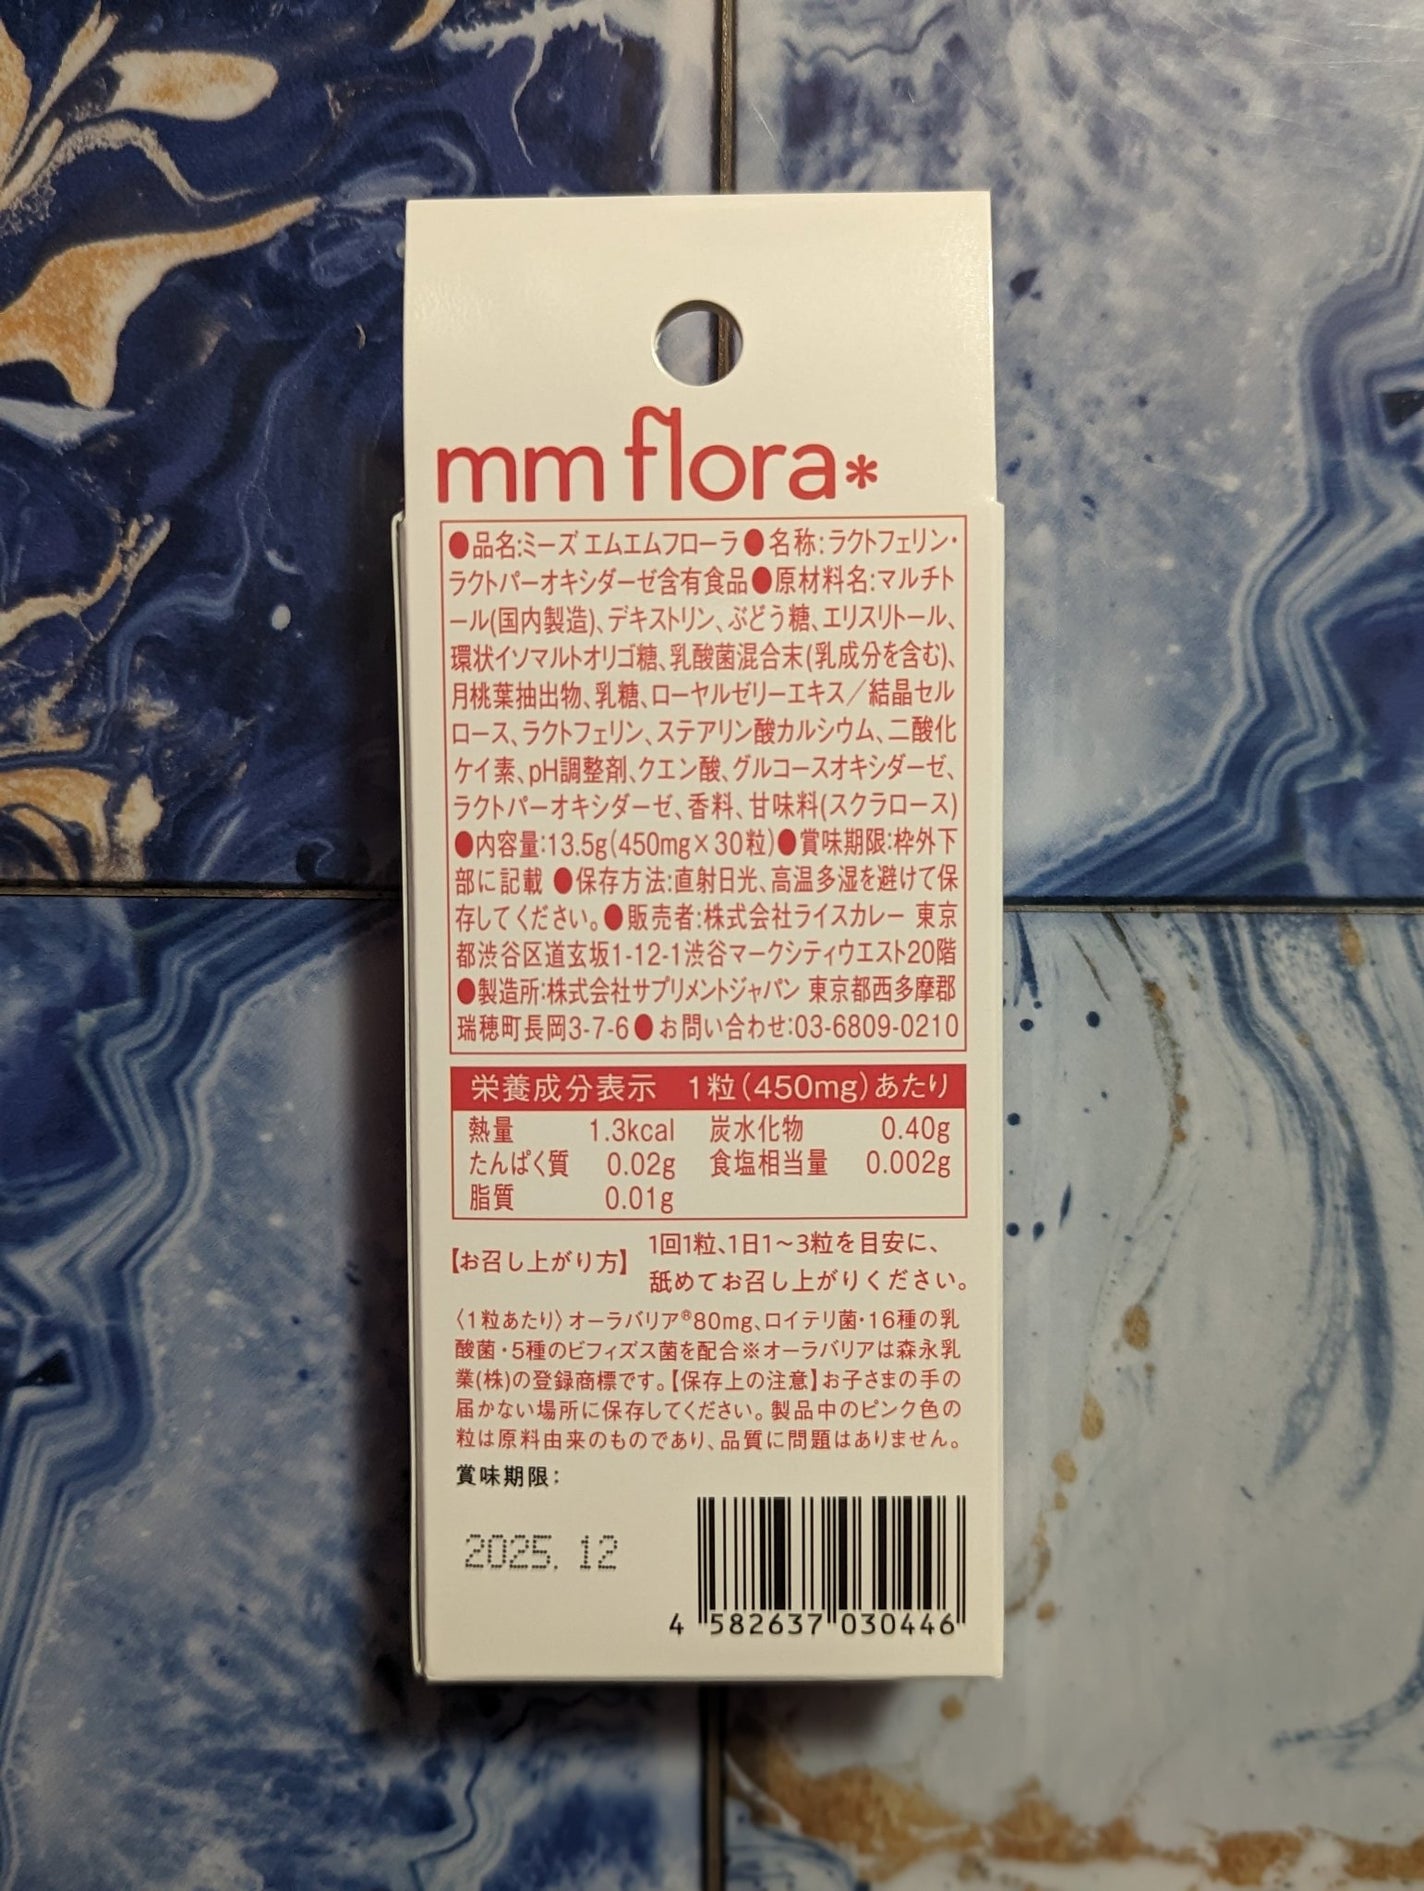 mm flora*
●品名:ミーズ エムエムフローラ●名称:ラクトフェリン・
ラクトパーオキシダーゼ含有食品●原材料名:マルチト
ール(国内製造)、デキストリン、ぶどう糖、エリスリトール、
環状イソマルトオリゴ糖、乳酸菌混合末(乳成分を含む)、
月桃葉抽出物、乳糖、ローヤルゼリーエキス／結晶セル
ロース、ラクトフェリン、ステアリン酸カルシウム、二酸化
ケイ素、pH調整剤、クエン酸、グルコースオキシダーゼ、
ラクトパーオキシダーゼ、香料、甘味料(スクラロース)
●内容量:13.5g(450mg×30粒)●賞味期限:枠外下
部に記載 ●保存方法:直射日光、高温多湿を避けて保
存してください。●販売者:株式会社ライスカレー 東京
都渋谷区道玄坂1-12-1渋谷マークシティウエスト20階
●製造所:株式会社サプリメントジャパン 東京都西多摩郡
瑞穂町長岡3-7-6●お問い合わせ:03-6809-0210
栄養成分表示 1粒(450mg)あたり
熱量 1.3kcal 炭水化物 0.40g
たんぱく質 0.02g 食塩相当量 0.002g
脂質 0.01g
【お召し上がり方】 1回1粒、1日1～3粒を目安に、
舐めてお召し上がりください。
〈1粒あたり〉オーラバリア®80mg、ロイテリ菌・16種の乳
酸菌・5種のビフィズス菌を配合※オーラバリアは森永乳
業(株)の登録商標です。【保存上の注意】お子さまの手の
届かない場所に保存してください。製品中のピンク色の
粒は原料由来のものであり、品質に問題はありません。
賞味期限:
2025. 12
4 582637 030446